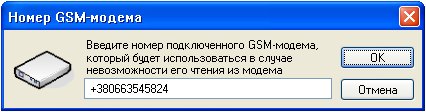 Номер GSM-модема
Введите номер подключенного GSM-модема,
который будет использоваться в случае
невозможности его чтения из модема
OK
+380663545824
Отмена